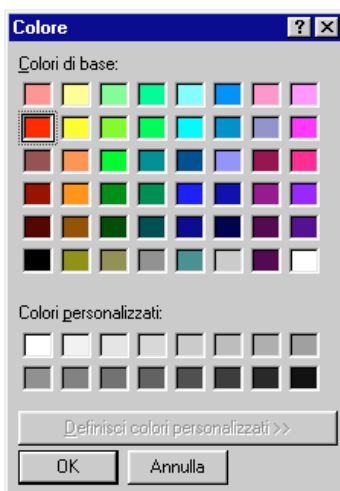 Colore
Colori di base:
Colori personalizzati:
Definisci colori personalizzati >>
OK Annulla